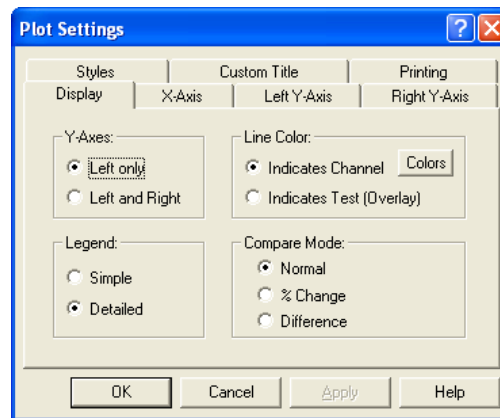 Plot Settings
Styles Custom Title Printing
Display X-Axis Left Y-Axis Right Y-Axis
Y-Axes:
Left only
Left and Right
Line Color:
Indicates Channel Colors
Indicates Test (Overlay)
Legend:
Simple
Detailed
Compare Mode:
Normal
% Change
Difference
OK Cancel Apply Help